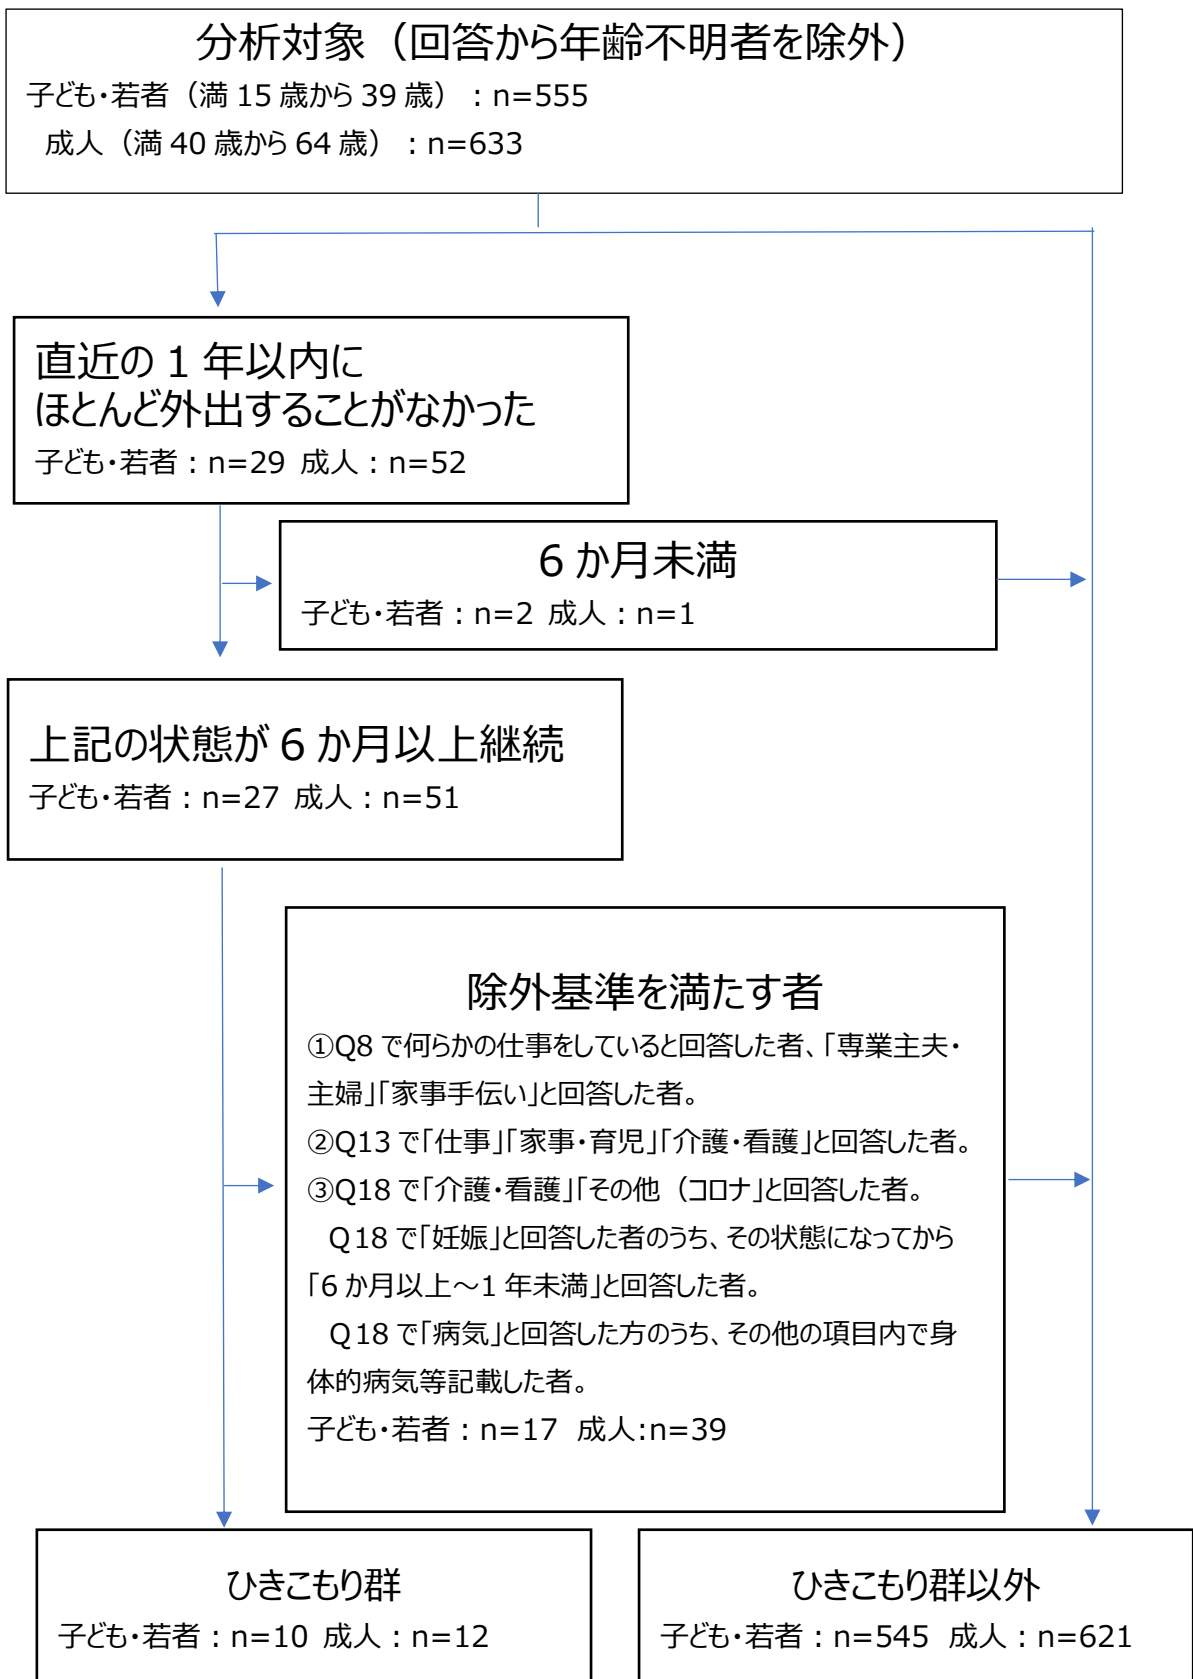 分析対象（回答から年齢不明者を除外）
子ども・若者（満 15 歳から 39 歳）：n=555
成人（満 40 歳から 64 歳）：n=633
直近の 1 年以内に
ほとんど外出することがなかった
子ども・若者：n=29 成人：n=52
6 か月未満
子ども・若者：n=2 成人：n=1
上記の状態が 6 か月以上継続
子ども・若者：n=27 成人：n=51
除外基準を満たす者
①Q8 で何らかの仕事をしていると回答した者、「専業主夫・
主婦」「家事手伝い」と回答した者。
②Q13 で「仕事」「家事・育児」「介護・看護」と回答した者。
③Q18 で「介護・看護」「その他（コロナ」と回答した者。
Q18 で「妊娠」と回答した者のうち、その状態になってから
「6 か月以上～1 年未満」と回答した者。
Q18 で「病気」と回答した方のうち、その他の項目内で身
体的病気等記載した者。
子ども・若者：n=17 成人:n=39
ひきこもり群
子ども・若者：n=10 成人：n=12
ひきこもり群以外
子ども・若者：n=545 成人：n=621